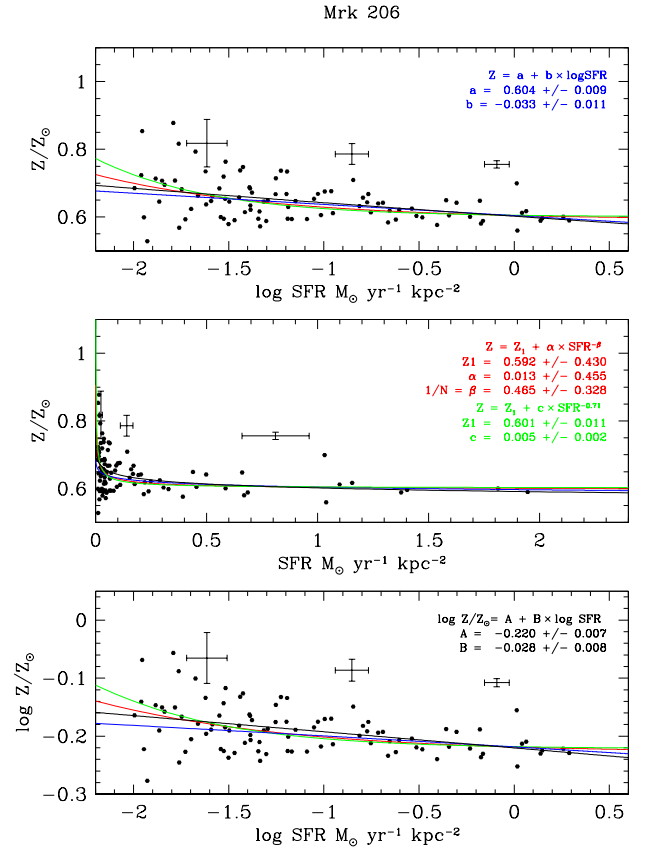 Mrk 206
1
0.8
0.6
Z/Z⊙
Z = a + b × logSFR
a = 0.604 +/- 0.009
b = −0.033 +/- 0.011
−2 −1.5 −1 −0.5 0 0.5
log SFR M⊙ yr⁻¹ kpc⁻²
1
0.8
0.6
Z/Z⊙
Z = Z₁ + α × SFR^−β
Z1 = 0.592 +/- 0.430
α = 0.013 +/- 0.455
1/N = β = 0.465 +/- 0.328
Z = Z₁ + c × SFR^−0.71
Z1 = 0.601 +/- 0.011
c = 0.005 +/- 0.002
0 0.5 1 1.5 2
SFR M⊙ yr⁻¹ kpc⁻²
0
−0.1
−0.2
−0.3
log Z/Z⊙
log Z/Z⊙= A + B × log SFR
A = −0.220 +/- 0.007
B = −0.028 +/- 0.008
−2 −1.5 −1 −0.5 0 0.5
log SFR M⊙ yr⁻¹ kpc⁻²